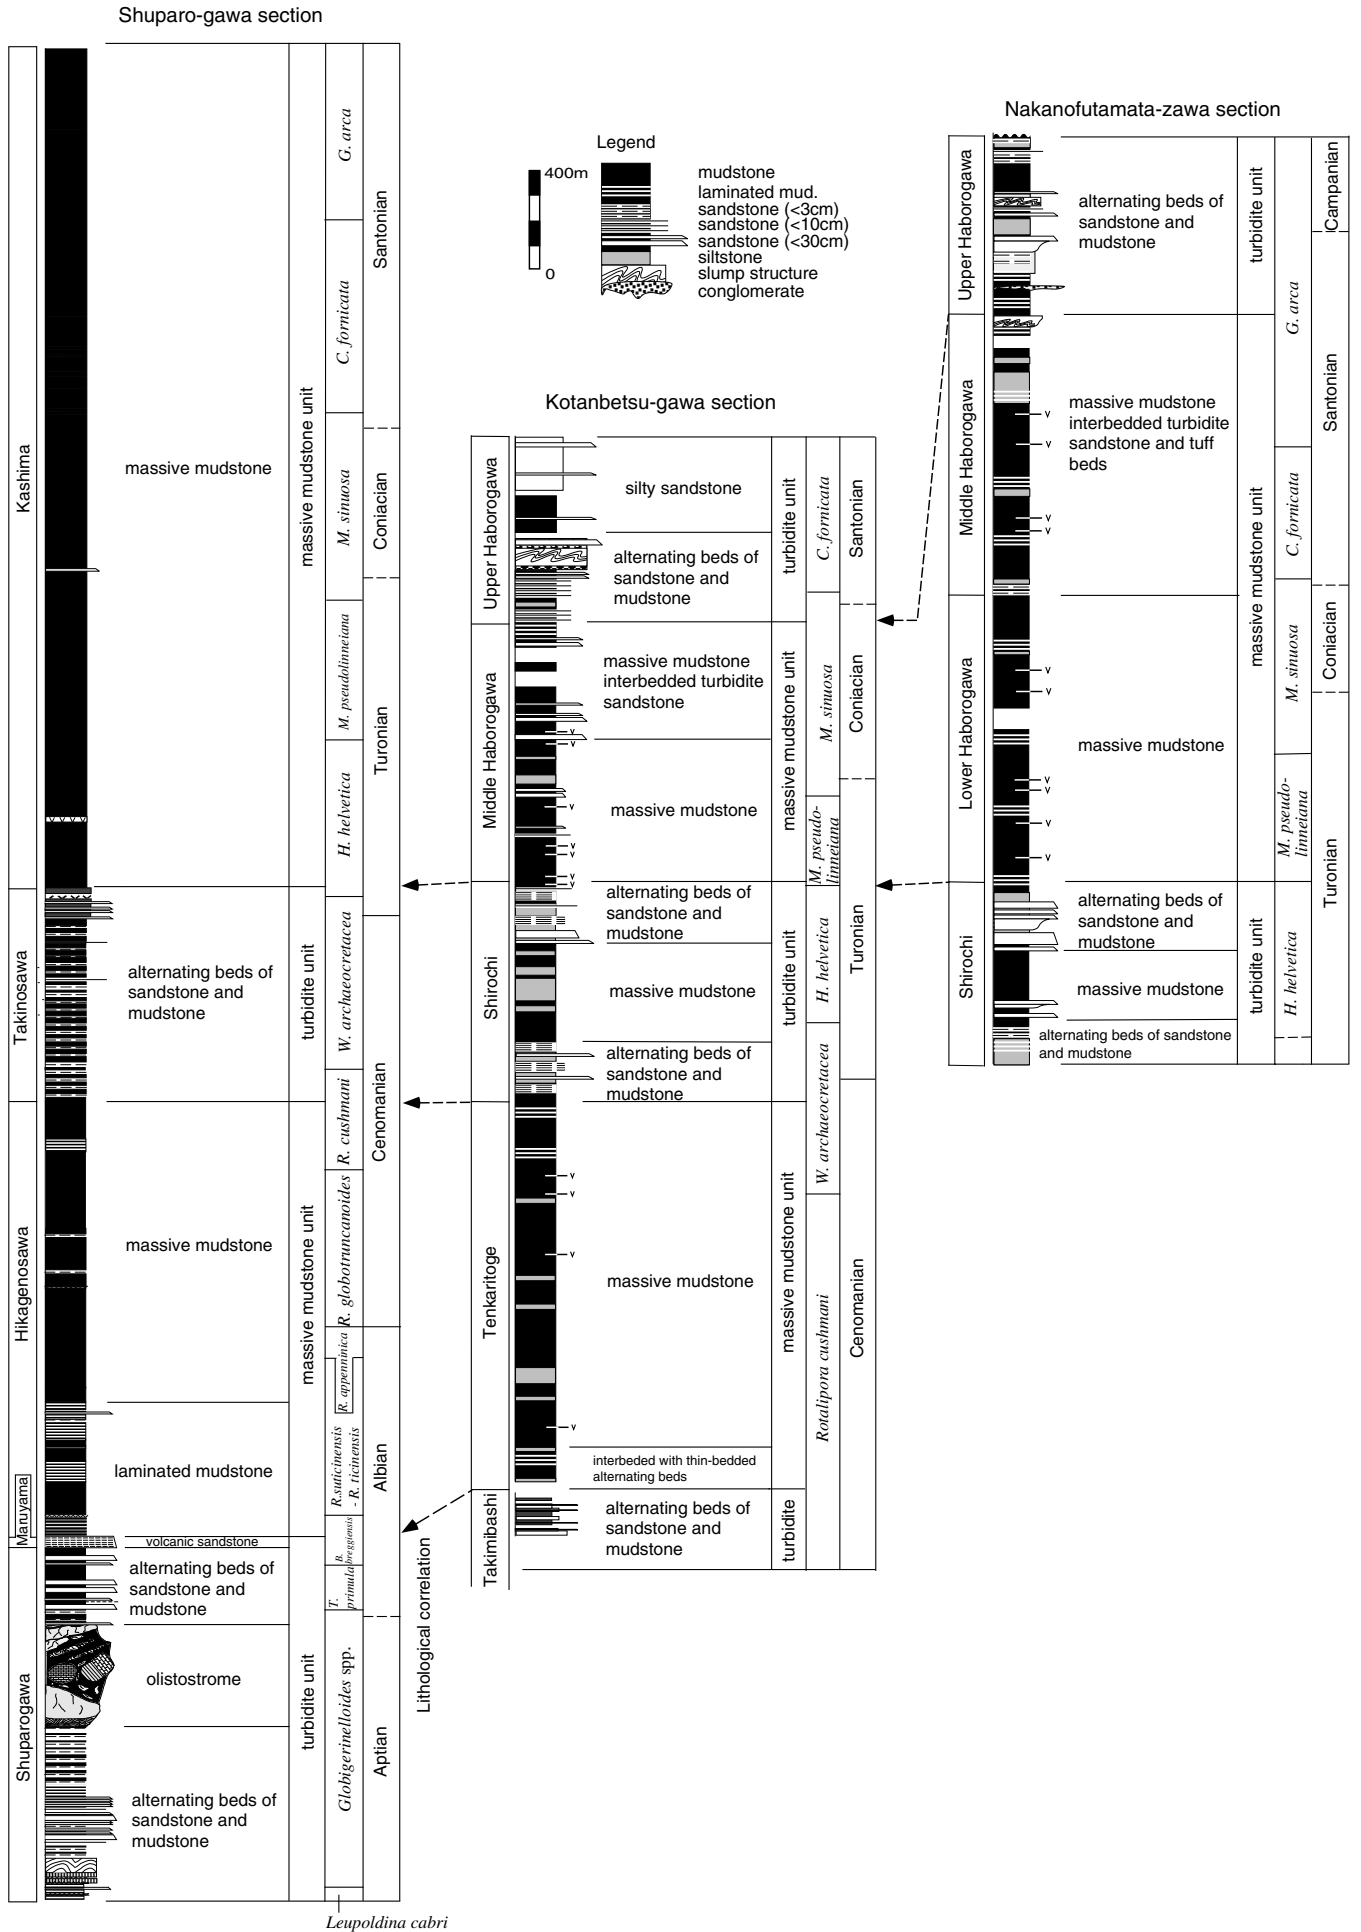 Shuparo-gawa section
Kashima
Takinosawa
Hikagenosawa
Maruyama
Shuparogawa
massive mudstone
alternating beds of
sandstone and
mudstone
massive mudstone
laminated mudstone
volcanic sandstone
alternating beds of
sandstone and
mudstone
olistostrome
alternating beds of
sandstone and
mudstone
massive mudstone unit
turbidite unit
massive mudstone unit
turbidite unit
G. arca
C. fornicata
M. sinuosa
M. pseudolinneiana
H. helvetica
W. archaeocretacea
R. cushmani
R. globotruncanoides
R. appenninica
R.suticinensis
- R. ticinensis
B.
breggiensis
T.
primula
Globigerinelloides spp.
Leupoldina cabri
Santonian
Coniacian
Turonian
Cenomanian
Albian
Aptian
Lithological correlation
Legend
400m
0
mudstone
laminated mud.
sandstone (<3cm)
sandstone (<10cm)
sandstone (<30cm)
siltstone
slump structure
conglomerate
Kotanbetsu-gawa section
Upper Haborogawa
Middle Haborogawa
Shirochi
Tenkaritoge
Takimibashi
v
v
v
v
v
v
v
v
v
v
v
silty sandstone
alternating beds of
sandstone and
mudstone
massive mudstone
interbedded turbidite
sandstone
massive mudstone
alternating beds of
sandstone and
mudstone
massive mudstone
alternating beds of
sandstone and
mudstone
massive mudstone
interbeded with thin-bedded
alternating beds
alternating beds of
sandstone and
mudstone
turbidite unit
massive mudstone unit
turbidite unit
massive mudstone unit
turbidite
C. fornicata
M. sinuosa
M. pseudo-
linneiana
H. helvetica
W. archaeocretacea
Rotalipora cushmani
Santonian
Coniacian
Turonian
Cenomanian
Nakanofutamata-zawa section
Upper Haborogawa
Middle Haborogawa
Lower Haborogawa
Shirochi
v
v
v
v
v
v
v
v
v
v
alternating beds of
sandstone and
mudstone
massive mudstone
interbedded turbidite
sandstone and tuff
beds
massive mudstone
alternating beds of
sandstone and
mudstone
massive mudstone
alternating beds of sandstone
and mudstone
turbidite unit
massive mudstone unit
turbidite unit
G. arca
C. fornicata
M. sinuosa
M. pseudo-
linneiana
H. helvetica
Campanian
Santonian
Coniacian
Turonian